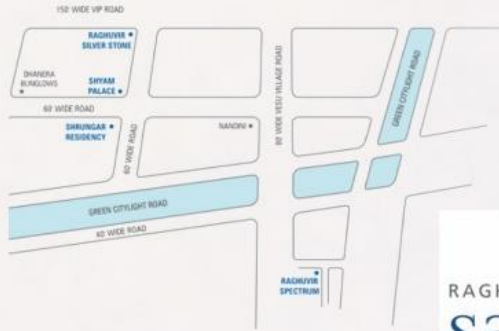 150' WIDE VIP ROAD
RAGHUVIR
SILVER STONE
DHANERA
BUNGLOWS
SHYAM
PALACE
60' WIDE ROAD
SHRUNGAR
RESIDENCY
60' WIDE ROAD
NANDINI
80' WIDE VESU VILLAGE ROAD
GREEN CITYLIGHT ROAD
GREEN CITYLIGHT ROAD
60' WIDE ROAD
RAGHUVIR
SPECTRUM
RAGH